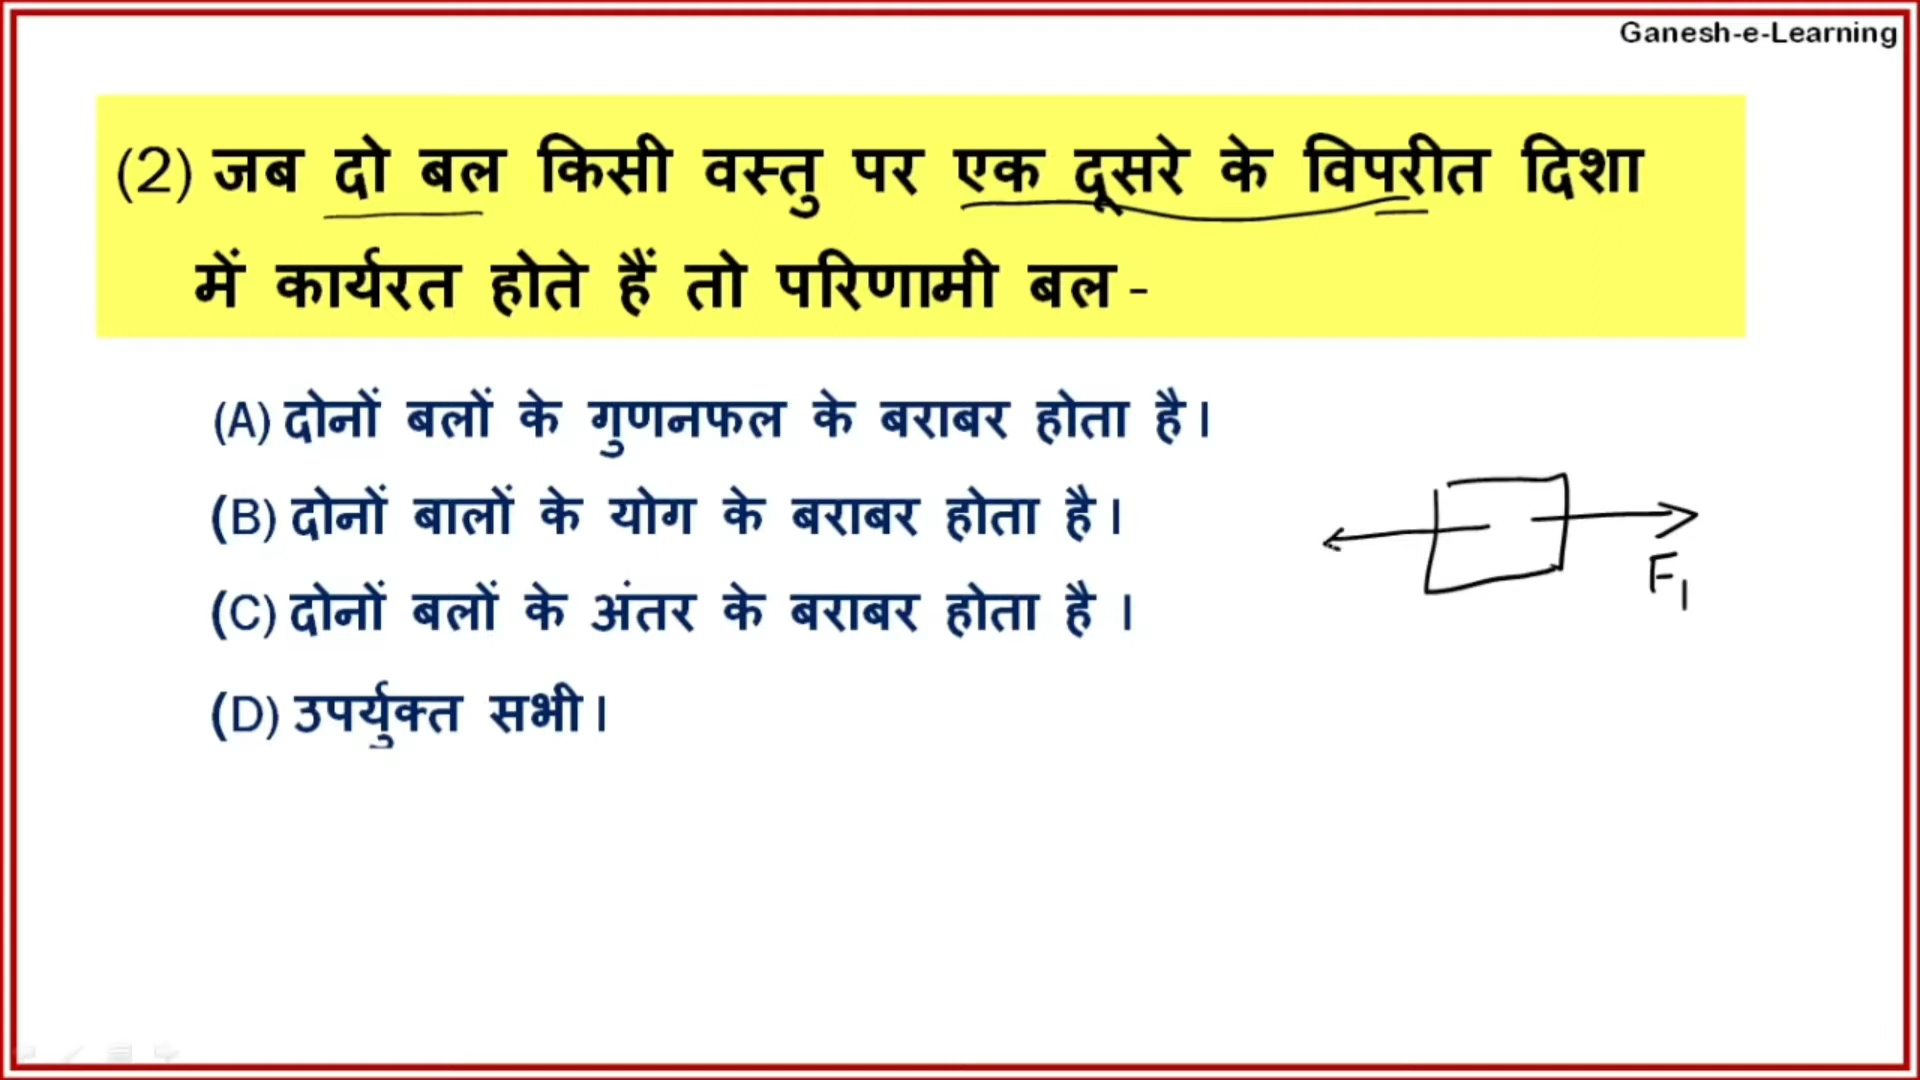 Ganesh-e-Learning
(2) जब दो बल किसी वस्तु पर एक दूसरे के विपरीत दिशा
में कार्यरत होते हैं तो परिणामी बल -
(A) दोनों बलों के गुणनफल के बराबर होता है।
(B) दोनों बालों के योग के बराबर होता है।
(C) दोनों बलों के अंतर के बराबर होता है ।
(D) उपर्युक्त सभी।
F1